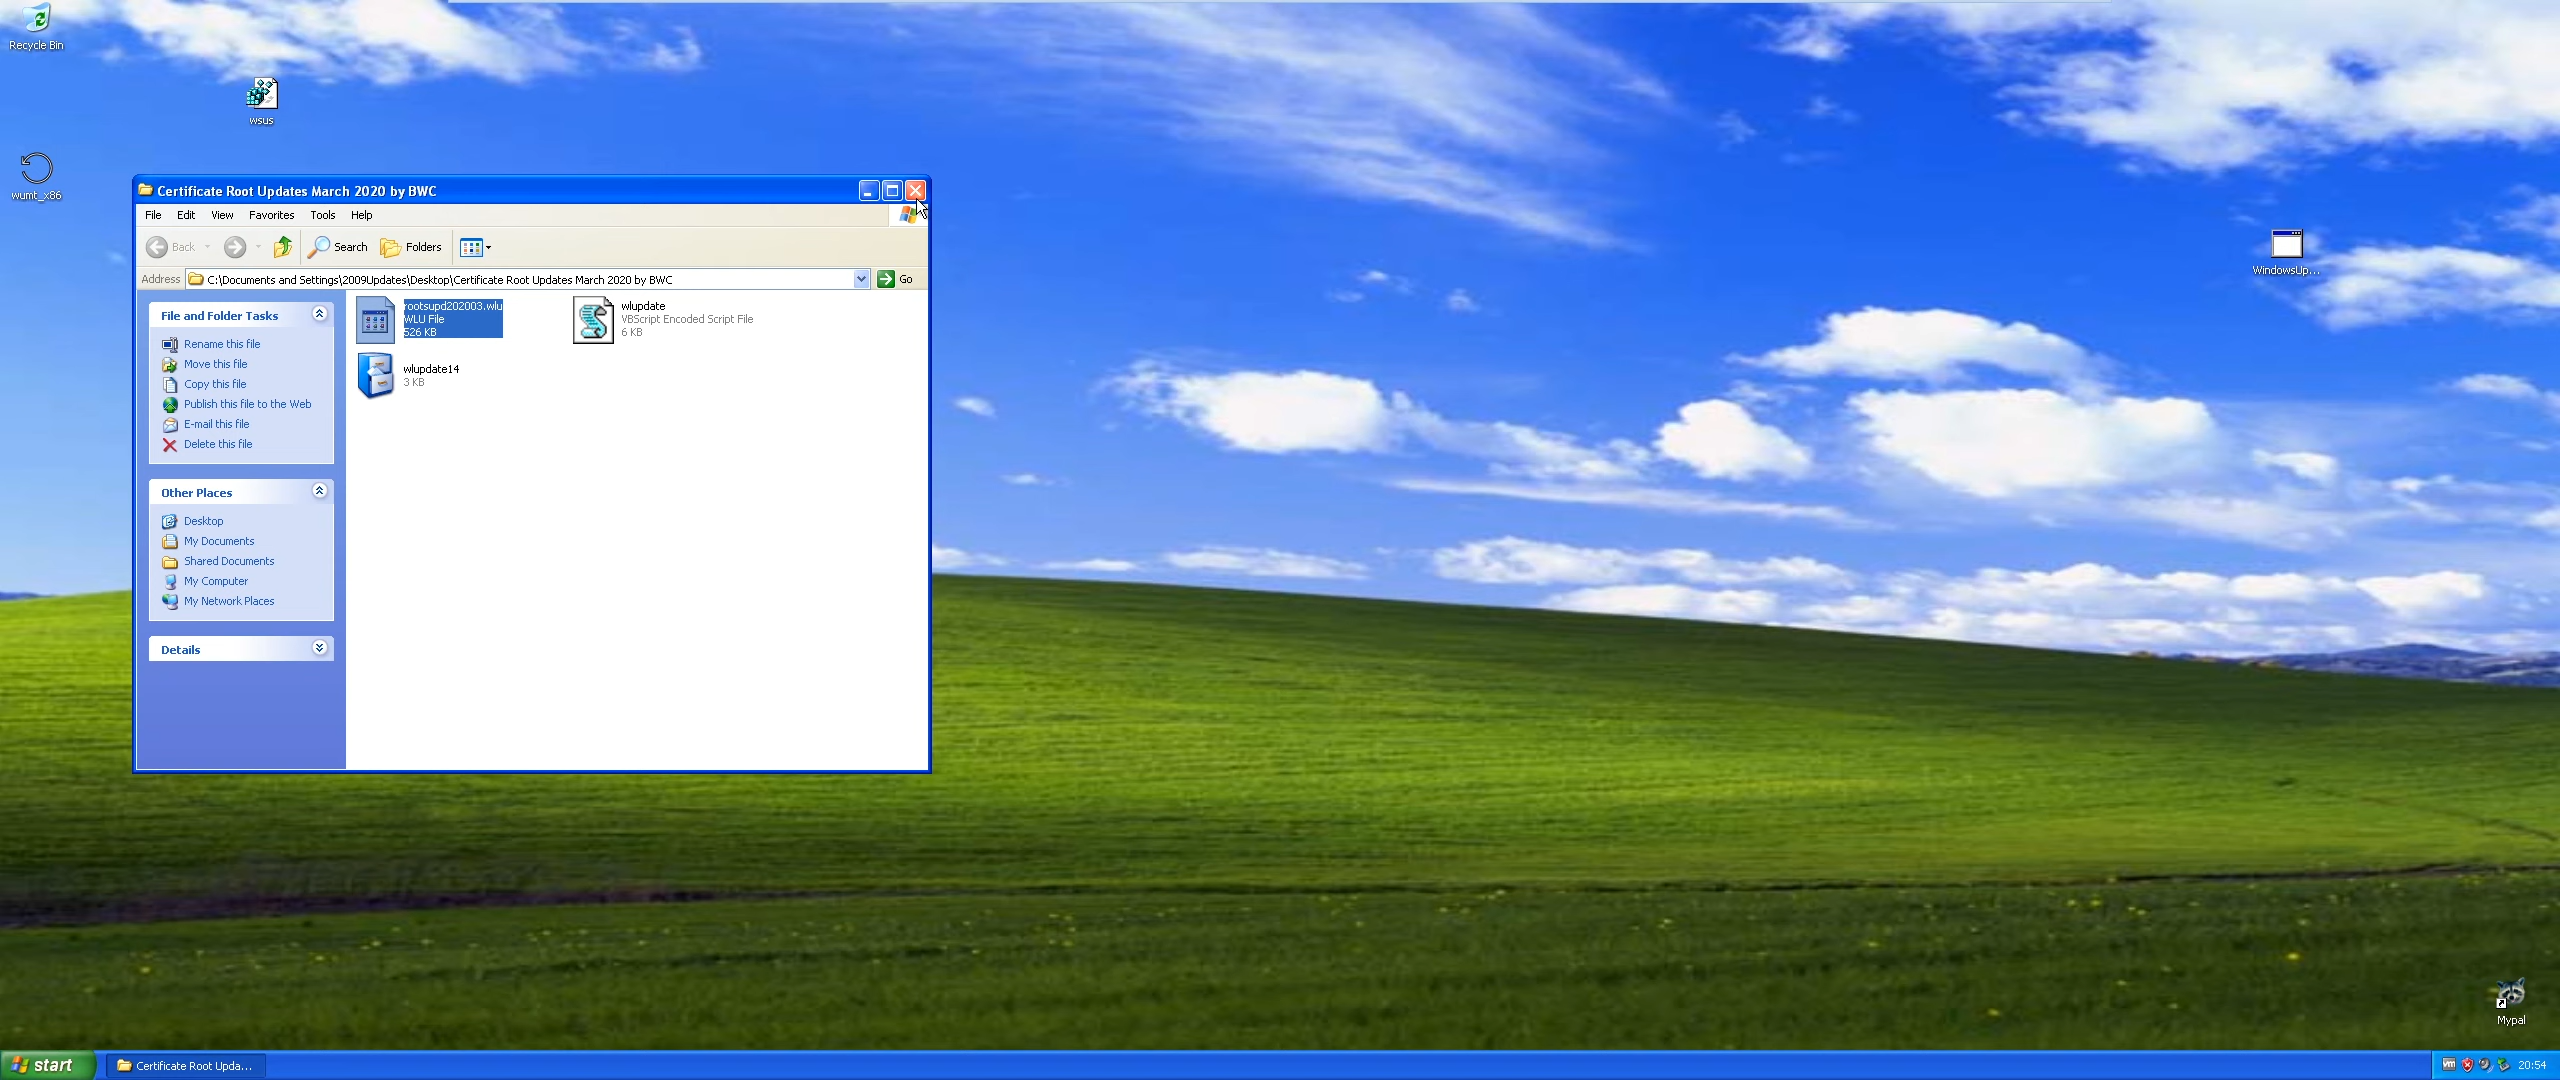 Recycle Bin
wsus
wumt_x86
Certificate Root Updates March 2020 by BWC
File Edit View Favorites Tools Help
Back Search Folders
Address C:\Documents and Settings\2009Updates\Desktop\Certificate Root Updates March 2020 by BWC Go
File and Folder Tasks
Rename this file
Move this file
Copy this file
Publish this file to the Web
E-mail this file
Delete this file
Other Places
Desktop
My Documents
Shared Documents
My Computer
My Network Places
Details
rootsupd202003.wlu
WLU File
526 KB
wlupdate
VBScript Encoded Script File
6 KB
wlupdate14
3 KB
WindowsUp...
Mypal
start
Certificate Root Upda...
vm
20:54